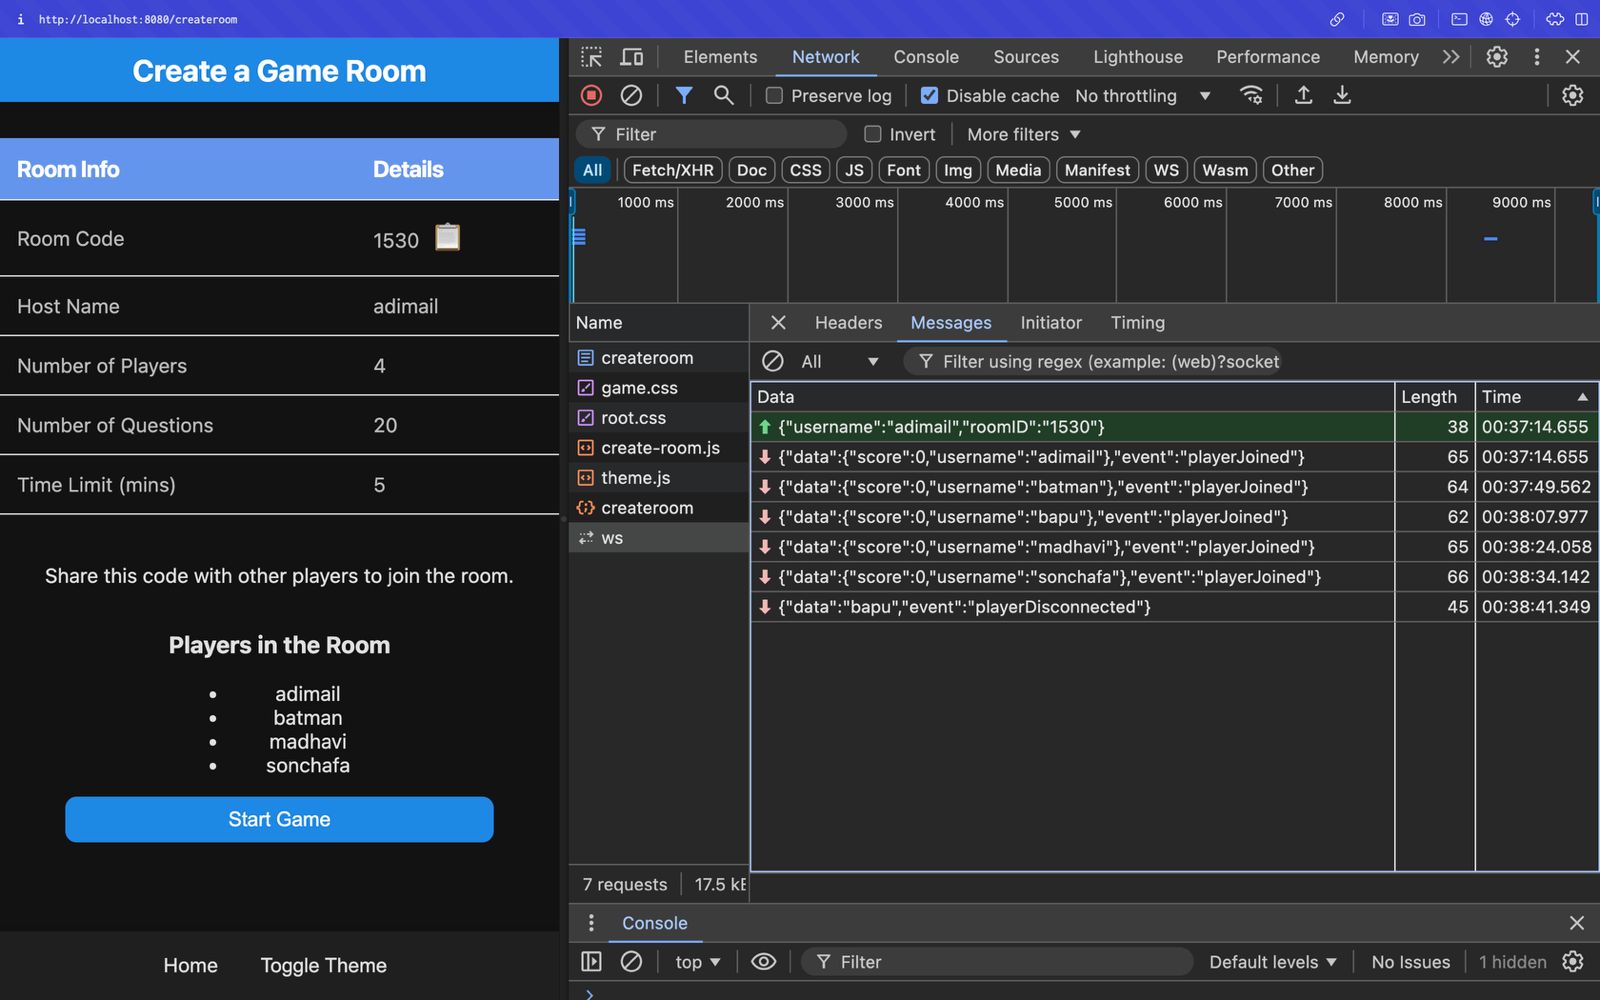 i http://localhost:8080/createroom
Create a Game Room
Room Info Details
Room Code 1530
Host Name adimail
Number of Players 4
Number of Questions 20
Time Limit (mins) 5
Share this code with other players to join the room.
Players in the Room
• adimail
• batman
• madhavi
• sonchafa
Start Game
Home Toggle Theme
Elements Network Console Sources Lighthouse Performance Memory
Preserve log Disable cache No throttling
Filter Invert More filters
All Fetch/XHR Doc CSS JS Font Img Media Manifest WS Wasm Other
1000 ms 2000 ms 3000 ms 4000 ms 5000 ms 6000 ms 7000 ms 8000 ms 9000 ms
Name
createroom
game.css
root.css
create-room.js
theme.js
createroom
ws
7 requests 17.5 kB
Headers Messages Initiator Timing
All Filter using regex (example: (web)?socket
Data Length Time
{"username":"adimail","roomID":"1530"} 38 00:37:14.655
{"data":{"score":0,"username":"adimail"},"event":"playerJoined"} 65 00:37:14.655
{"data":{"score":0,"username":"batman"},"event":"playerJoined"} 64 00:37:49.562
{"data":{"score":0,"username":"bapu"},"event":"playerJoined"} 62 00:38:07.977
{"data":{"score":0,"username":"madhavi"},"event":"playerJoined"} 65 00:38:24.058
{"data":{"score":0,"username":"sonchafa"},"event":"playerJoined"} 66 00:38:34.142
{"data":"bapu","event":"playerDisconnected"} 45 00:38:41.349
Console
top Filter Default levels No Issues 1 hidden